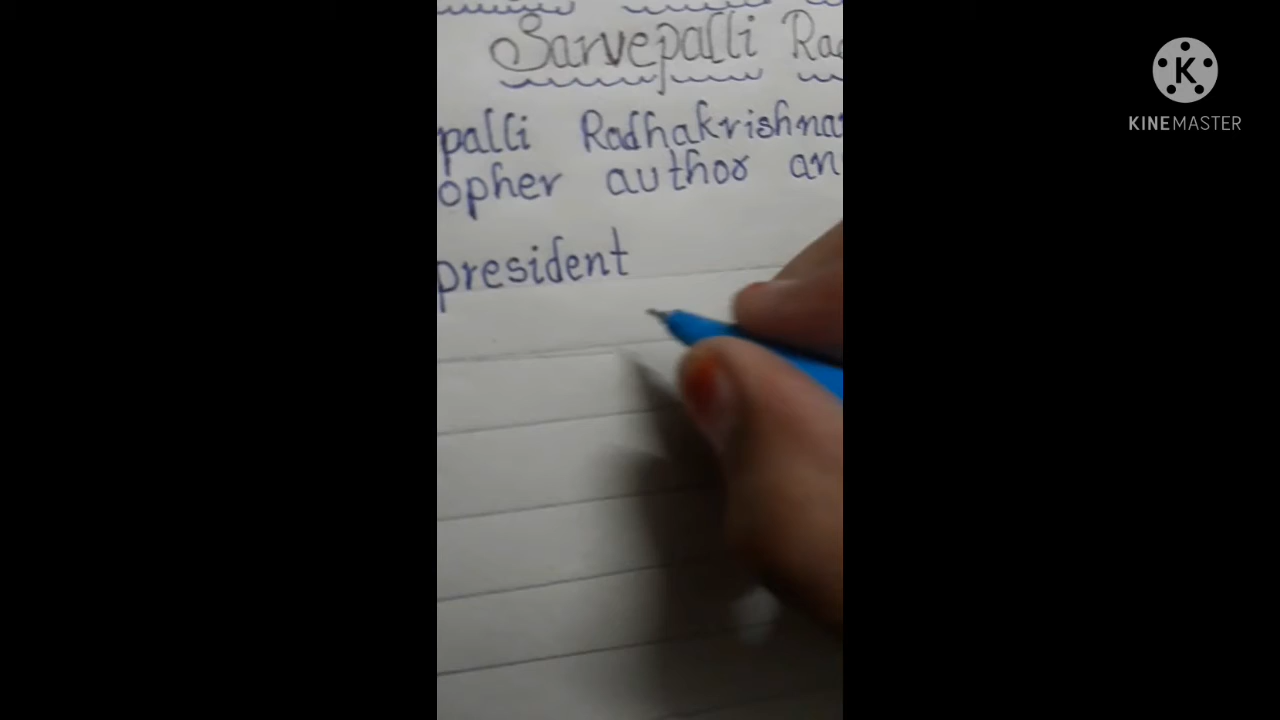 Sarvepalli Ra
palli Radhakrishna
opher author an
president
K
KINEMASTER